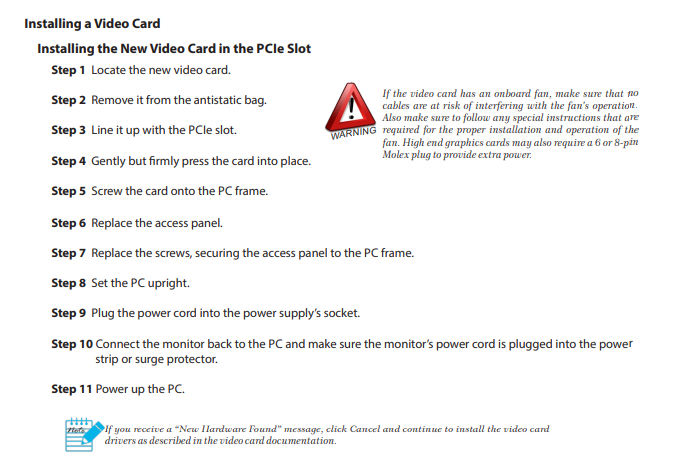 Installing a Video Card
Installing the New Video Card in the PCIe Slot
Step 1 Locate the new video card.
Step 2 Remove it from the antistatic bag.
Step 3 Line it up with the PCIe slot.
Step 4 Gently but firmly press the card into place.
WARNING
If the video card has an onboard fan, make sure that no
cables are at risk of interfering with the fan's operation.
Also make sure to follow any special instructions that are
required for the proper installation and operation of the
fan. High end graphics cards may also require a 6 or 8-pin
Molex plug to provide extra power.
Step 5 Screw the card onto the PC frame.
Step 6 Replace the access panel.
Step 7 Replace the screws, securing the access panel to the PC frame.
Step 8 Set the PC upright.
Step 9 Plug the power cord into the power supply's socket.
Step 10 Connect the monitor back to the PC and make sure the monitor's power cord is plugged into the power
strip or surge protector.
Step 11 Power up the PC.
Note
If you receive a "New Hardware Found" message, click Cancel and continue to install the video card
drivers as described in the video card documentation.